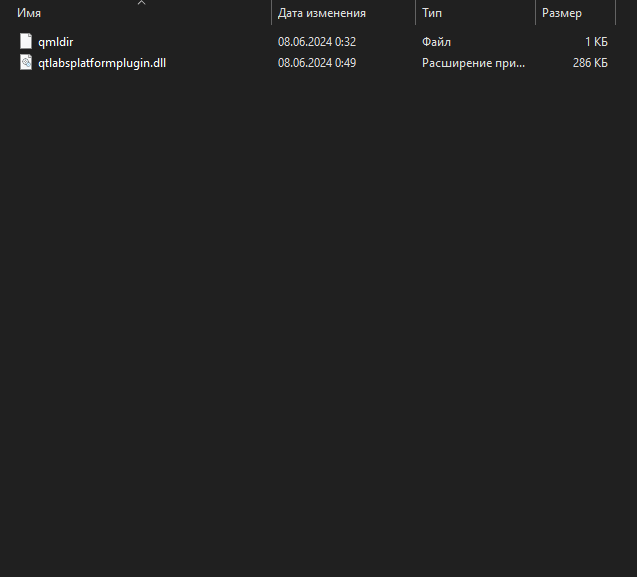 Имя Дата изменения Тип Размер
qmldir 08.06.2024 0:32 Файл 1 КБ
qtlabsplatformplugin.dll 08.06.2024 0:49 Расширение при... 286 КБ